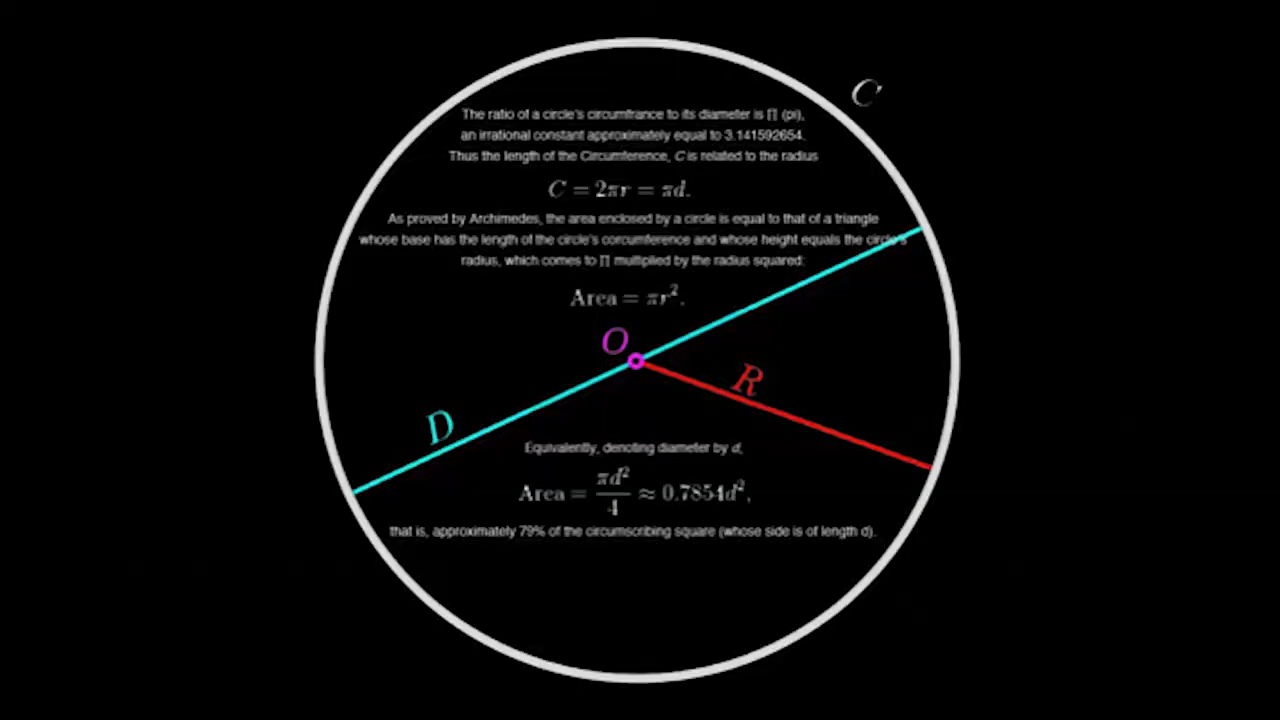 C
The ratio of a circle's circumfrance to its diameter is ∏ (pi),
an irrational constant approximately equal to 3.141592654.
Thus the length of the Circumference, C is related to the radius
C = 2πr = πd.
As proved by Archimedes, the area enclosed by a circle is equal to that of a triangle
whose base has the length of the circle's corcumference and whose height equals the circle's
radius, which comes to ∏ multiplied by the radius squared:
Area = πr².
O
R
D
Equivalently, denoting diameter by d,
Area = πd²/4 ≈ 0.7854d²,
that is, approximately 79% of the circumscribing square (whose side is of length d).